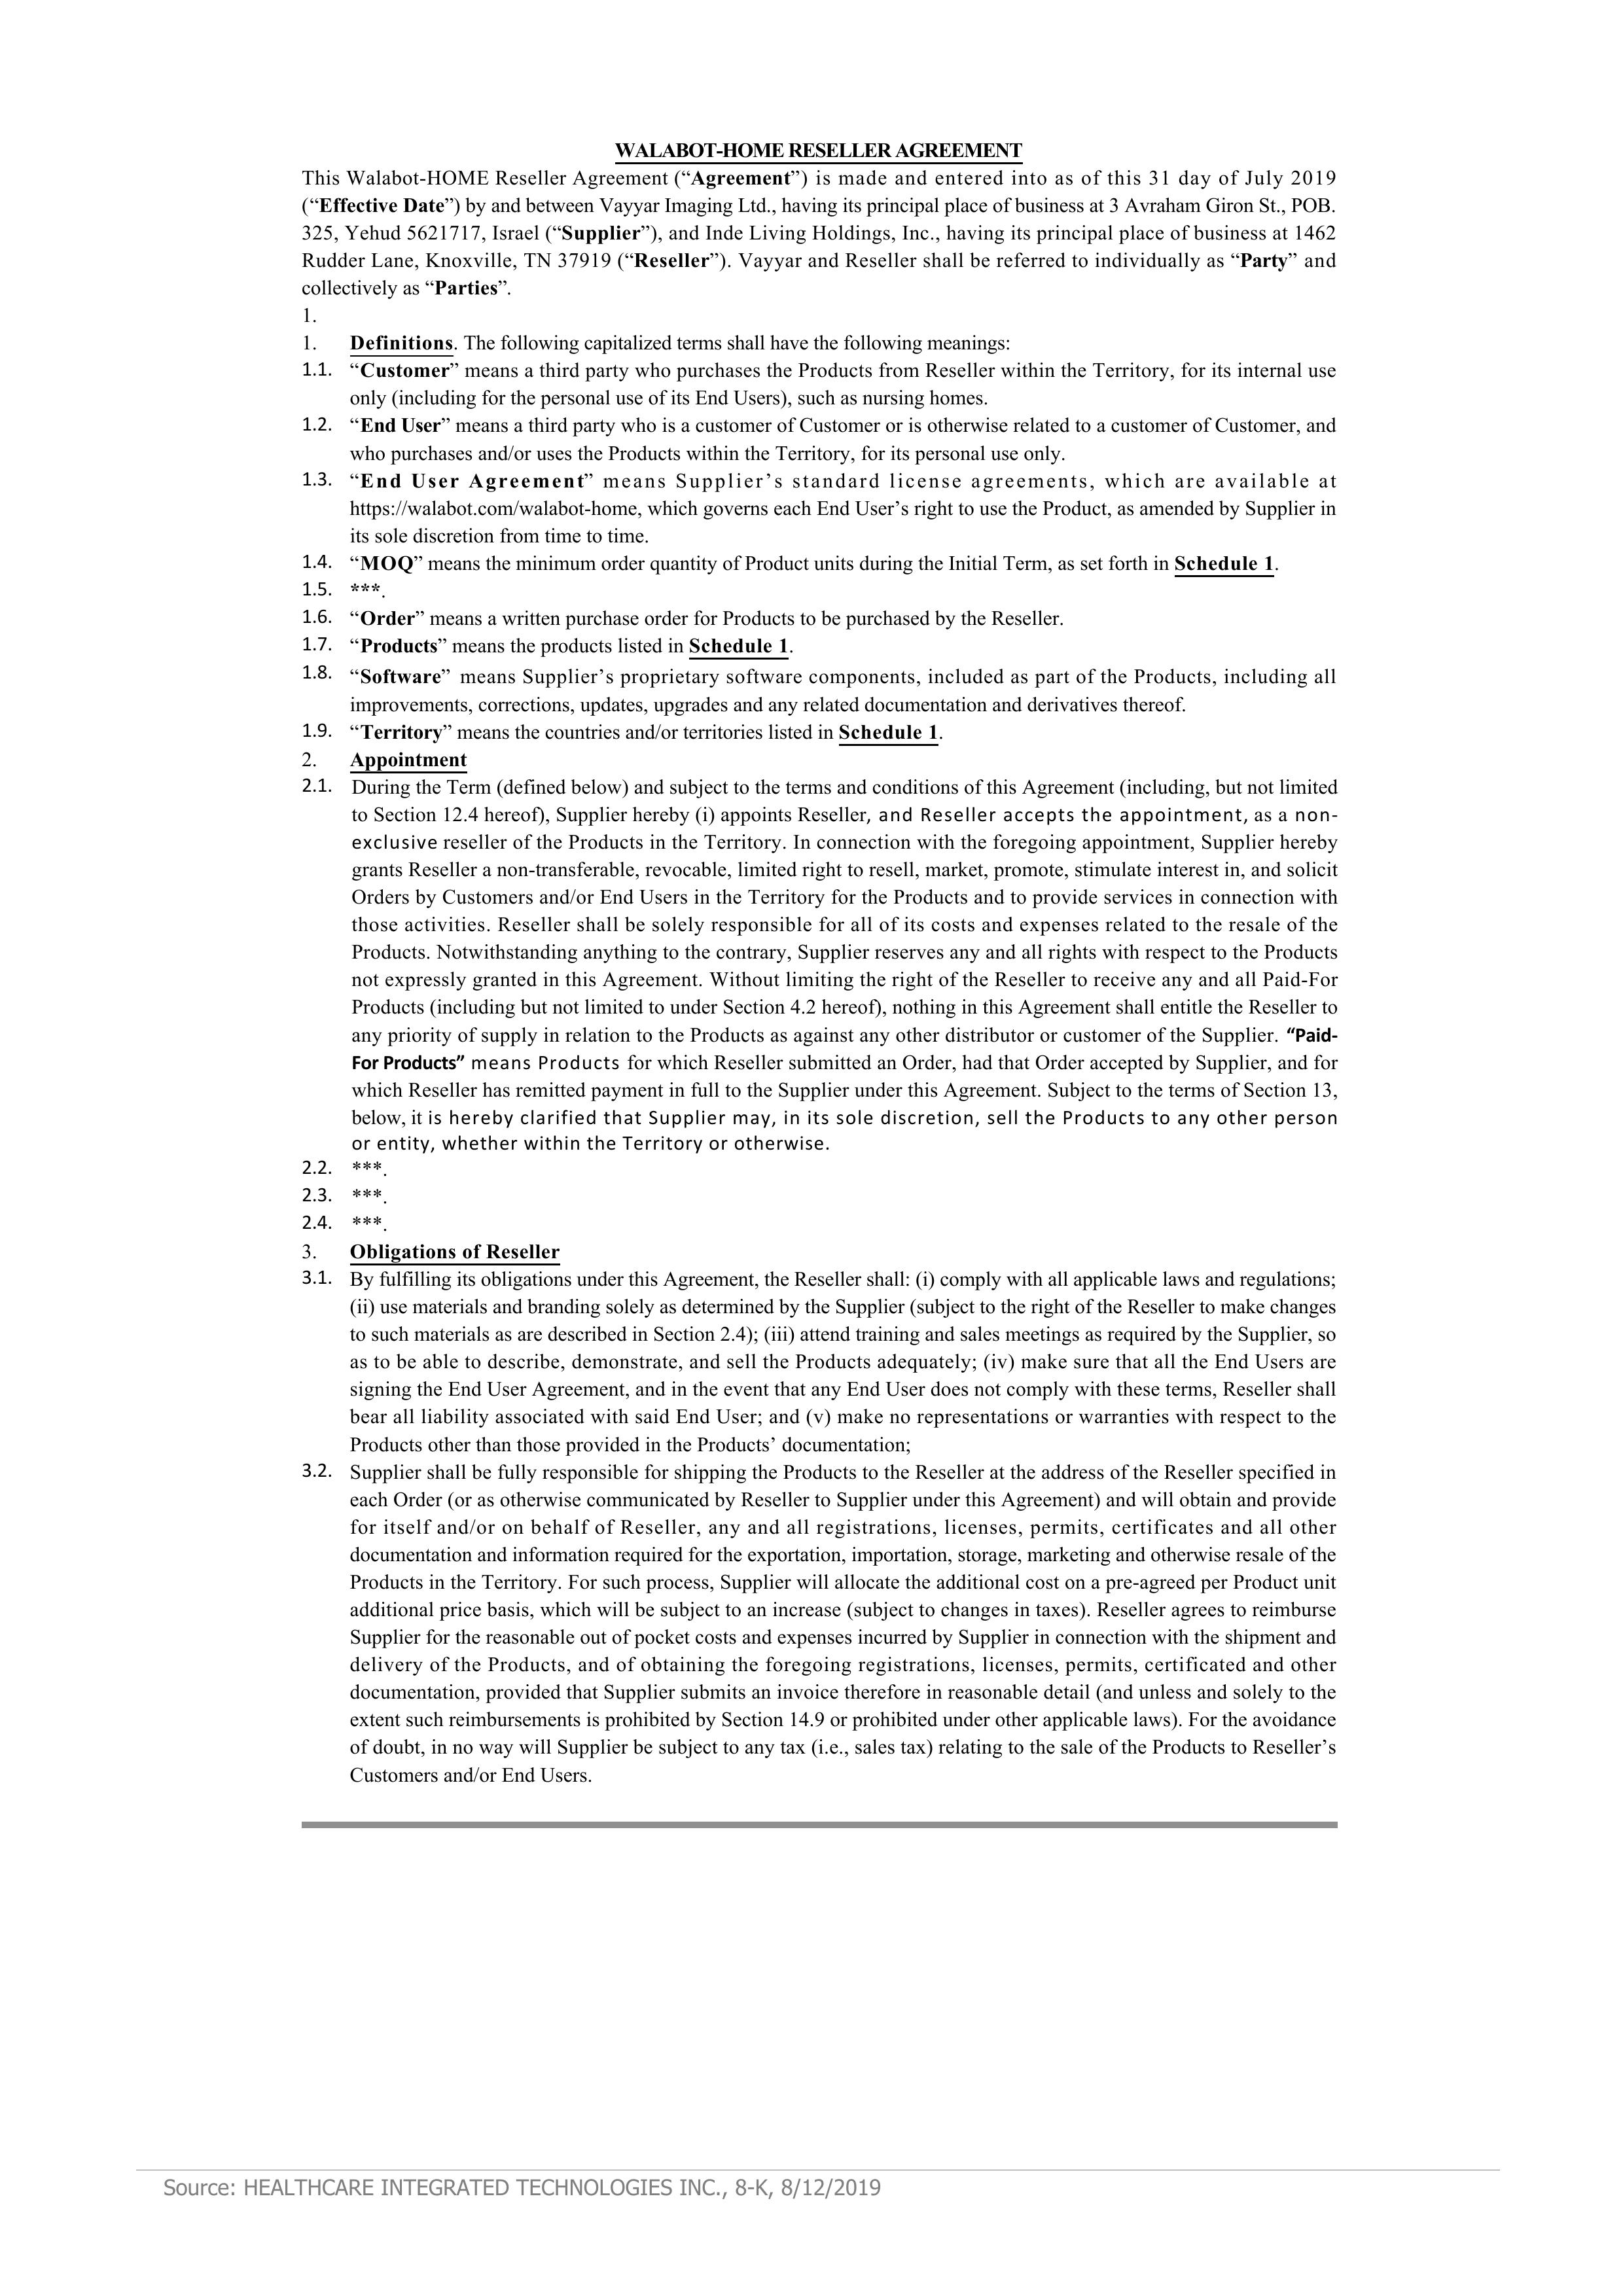 WALABOT-HOME RESELLER AGREEMENT
This Walabot-HOME Reseller Agreement (“Agreement”) is made and entered into as of this 31 day of July 2019
(“Effective Date”) by and between Vayyar Imaging Ltd., having its principal place of business at 3 Avraham Giron St., POB.
325, Yehud 5621717, Israel (“Supplier”), and Inde Living Holdings, Inc., having its principal place of business at 1462
Rudder Lane, Knoxville, TN 37919 (“Reseller”). Vayyar and Reseller shall be referred to individually as “Party” and
collectively as “Parties”.
1.
1. Definitions. The following capitalized terms shall have the following meanings:
1.1. “Customer” means a third party who purchases the Products from Reseller within the Territory, for its internal use
only (including for the personal use of its End Users), such as nursing homes.
1.2. “End User” means a third party who is a customer of Customer or is otherwise related to a customer of Customer, and
who purchases and/or uses the Products within the Territory, for its personal use only.
1.3. “End User Agreement” means Supplier’s standard license agreements, which are available at
https://walabot.com/walabot-home, which governs each End User’s right to use the Product, as amended by Supplier in
its sole discretion from time to time.
1.4. “MOQ” means the minimum order quantity of Product units during the Initial Term, as set forth in Schedule 1.
1.5. ***.
1.6. “Order” means a written purchase order for Products to be purchased by the Reseller.
1.7. “Products” means the products listed in Schedule 1.
1.8. “Software” means Supplier’s proprietary software components, included as part of the Products, including all
improvements, corrections, updates, upgrades and any related documentation and derivatives thereof.
1.9. “Territory” means the countries and/or territories listed in Schedule 1.
2. Appointment
2.1. During the Term (defined below) and subject to the terms and conditions of this Agreement (including, but not limited
to Section 12.4 hereof), Supplier hereby (i) appoints Reseller, and Reseller accepts the appointment, as a non-
exclusive reseller of the Products in the Territory. In connection with the foregoing appointment, Supplier hereby
grants Reseller a non-transferable, revocable, limited right to resell, market, promote, stimulate interest in, and solicit
Orders by Customers and/or End Users in the Territory for the Products and to provide services in connection with
those activities. Reseller shall be solely responsible for all of its costs and expenses related to the resale of the
Products. Notwithstanding anything to the contrary, Supplier reserves any and all rights with respect to the Products
not expressly granted in this Agreement. Without limiting the right of the Reseller to receive any and all Paid-For
Products (including but not limited to under Section 4.2 hereof), nothing in this Agreement shall entitle the Reseller to
any priority of supply in relation to the Products as against any other distributor or customer of the Supplier. “Paid-
For Products” means Products for which Reseller submitted an Order, had that Order accepted by Supplier, and for
which Reseller has remitted payment in full to the Supplier under this Agreement. Subject to the terms of Section 13,
below, it is hereby clarified that Supplier may, in its sole discretion, sell the Products to any other person
or entity, whether within the Territory or otherwise.
2.2. ***.
2.3. ***.
2.4. ***.
3. Obligations of Reseller
3.1. By fulfilling its obligations under this Agreement, the Reseller shall: (i) comply with all applicable laws and regulations;
(ii) use materials and branding solely as determined by the Supplier (subject to the right of the Reseller to make changes
to such materials as are described in Section 2.4); (iii) attend training and sales meetings as required by the Supplier, so
as to be able to describe, demonstrate, and sell the Products adequately; (iv) make sure that all the End Users are
signing the End User Agreement, and in the event that any End User does not comply with these terms, Reseller shall
bear all liability associated with said End User; and (v) make no representations or warranties with respect to the
Products other than those provided in the Products’ documentation;
3.2. Supplier shall be fully responsible for shipping the Products to the Reseller at the address of the Reseller specified in
each Order (or as otherwise communicated by Reseller to Supplier under this Agreement) and will obtain and provide
for itself and/or on behalf of Reseller, any and all registrations, licenses, permits, certificates and all other
documentation and information required for the exportation, importation, storage, marketing and otherwise resale of the
Products in the Territory. For such process, Supplier will allocate the additional cost on a pre-agreed per Product unit
additional price basis, which will be subject to an increase (subject to changes in taxes). Reseller agrees to reimburse
Supplier for the reasonable out of pocket costs and expenses incurred by Supplier in connection with the shipment and
delivery of the Products, and of obtaining the foregoing registrations, licenses, permits, certificated and other
documentation, provided that Supplier submits an invoice therefore in reasonable detail (and unless and solely to the
extent such reimbursements is prohibited by Section 14.9 or prohibited under other applicable laws). For the avoidance
of doubt, in no way will Supplier be subject to any tax (i.e., sales tax) relating to the sale of the Products to Reseller’s
Customers and/or End Users.
Source: HEALTHCARE INTEGRATED TECHNOLOGIES INC., 8-K, 8/12/2019